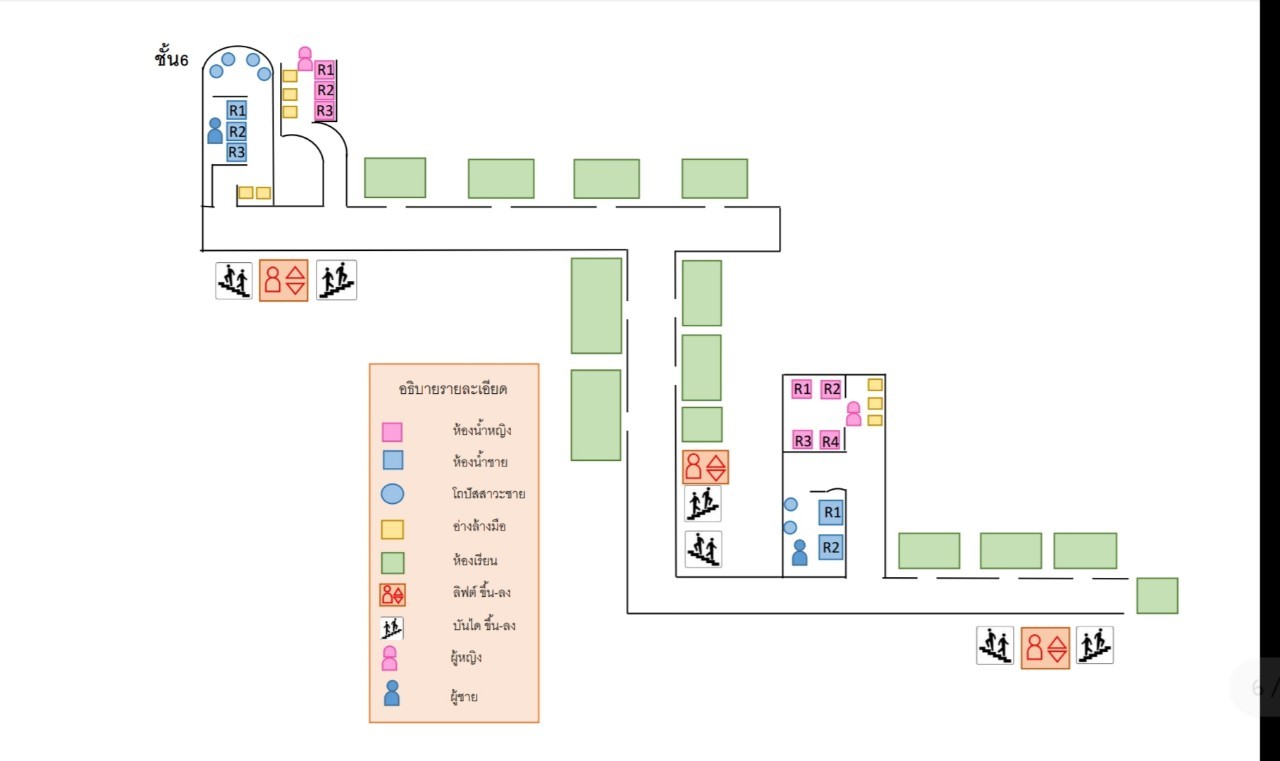 ชั้น6
R1
R2
R3
R1
R2
R3
อธิบายรายละเอียด
ห้องน้ำหญิง
ห้องน้ำชาย
โถปัสสาวะชาย
อ่างล้างมือ
ห้องเรียน
ลิฟต์ ขึ้น-ลง
บันได ขึ้น-ลง
ผู้หญิง
ผู้ชาย
R1 R2
R3 R4
R1
R2
6 /